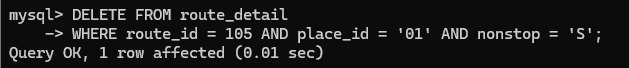 mysql> DELETE FROM route_detail
    -> WHERE route_id = 105 AND place_id = '01' AND nonstop = 'S';
Query OK, 1 row affected (0.01 sec)